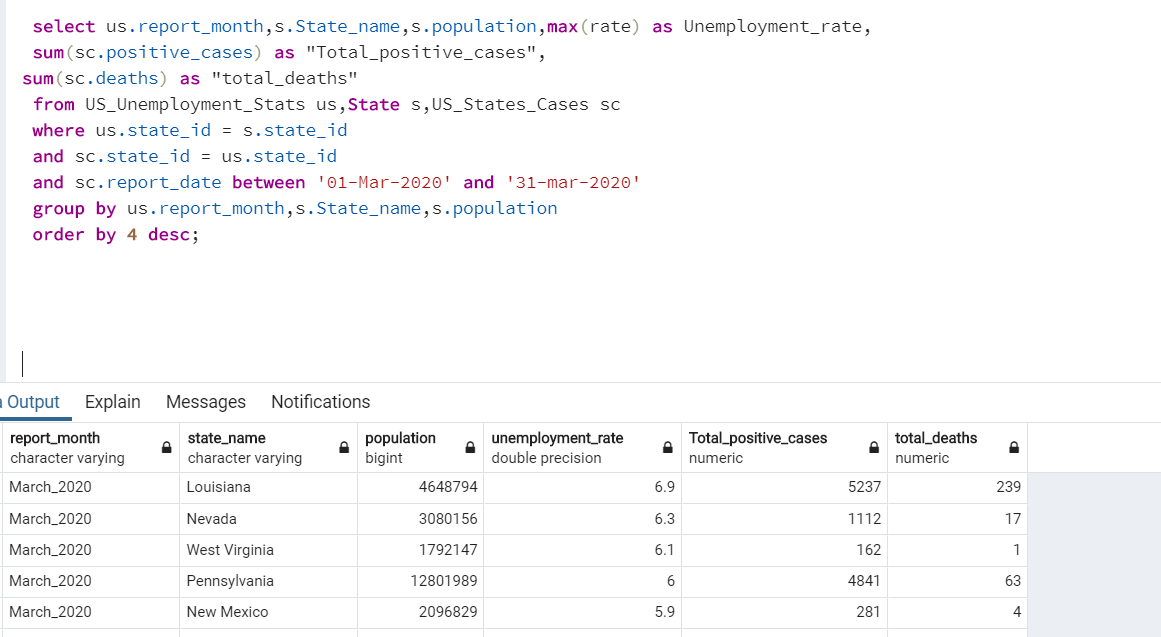 select us.report_month,s.State_name,s.population,max(rate) as Unemployment_rate,
sum(sc.positive_cases) as "Total_positive_cases",
sum(sc.deaths) as "total_deaths"
from US_Unemployment_Stats us,State s,US_States_Cases sc
where us.state_id = s.state_id
and sc.state_id = us.state_id
and sc.report_date between '01-Mar-2020' and '31-mar-2020'
group by us.report_month,s.State_name,s.population
order by 4 desc;
Output Explain Messages Notifications
report_month state_name population unemployment_rate Total_positive_cases total_deaths
character varying character varying bigint double precision numeric numeric
March_2020 Louisiana 4648794 6.9 5237 239
March_2020 Nevada 3080156 6.3 1112 17
March_2020 West Virginia 1792147 6.1 162 1
March_2020 Pennsylvania 12801989 6 4841 63
March_2020 New Mexico 2096829 5.9 281 4